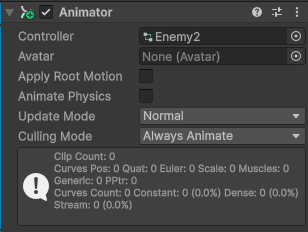 Animator
Controller
Enemy2
Avatar
None (Avatar)
Apply Root Motion
Animate Physics
Update Mode
Normal
Culling Mode
Always Animate
Clip Count: 0
Curves Pos: 0 Quat: 0 Euler: 0 Scale: 0 Muscles: 0
Generic: 0 PPtr: 0
Curves Count: 0 Constant: 0 (0.0%) Dense: 0 (0.0%)
Stream: 0 (0.0%)